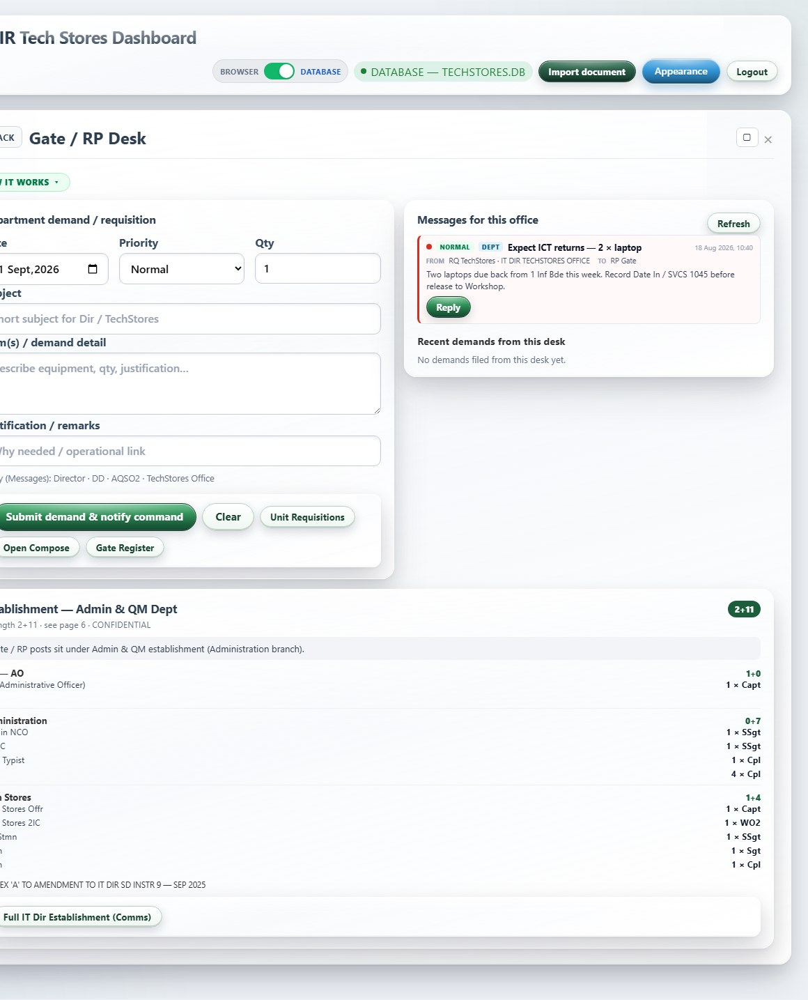 IR Tech Stores Dashboard
BROWSER DATABASE DATABASE — TECHSTORES.DB Import document Appearance Logout
ACK Gate / RP Desk
IT WORKS
partment demand / requisition
Priority Qty
1 Sept,2026 Normal 1
ject
ort subject for Dir / TechStores
m(s) / demand detail
escribe equipment, qty, justification...
tification / remarks
hy needed / operational link
y (Messages): Director · DD · AQSO2 · TechStores Office
Submit demand & notify command Clear Unit Requisitions
Open Compose Gate Register
Messages for this office Refresh
NORMAL DEPT Expect ICT returns — 2 × laptop 18 Aug 2026, 10:40
FROM RQ TechStores · IT DIR TECHSTORES OFFICE TO RP Gate
Two laptops due back from 1 Inf Bde this week. Record Date In / SVCS 1045 before
release to Workshop.
Reply
Recent demands from this desk
No demands filed from this desk yet.
ablishment — Admin & QM Dept 2+11
ngth 2+11 · see page 6 · CONFIDENTIAL
te / RP posts sit under Admin & QM establishment (Administration branch).
— AO 1+0
Administrative Officer) 1 × Capt
ministration 0+7
in NCO 1 × SSgt
C 1 × SSgt
Typist 1 × Cpl
4 × Cpl
Stores 1+4
Stores Offr 1 × Capt
Stores 2IC 1 × WO2
Stmn 1 × SSgt
1 × Sgt
1 × Cpl
EX 'A' TO AMENDMENT TO IT DIR SD INSTR 9 — SEP 2025
Full IT Dir Establishment (Comms)